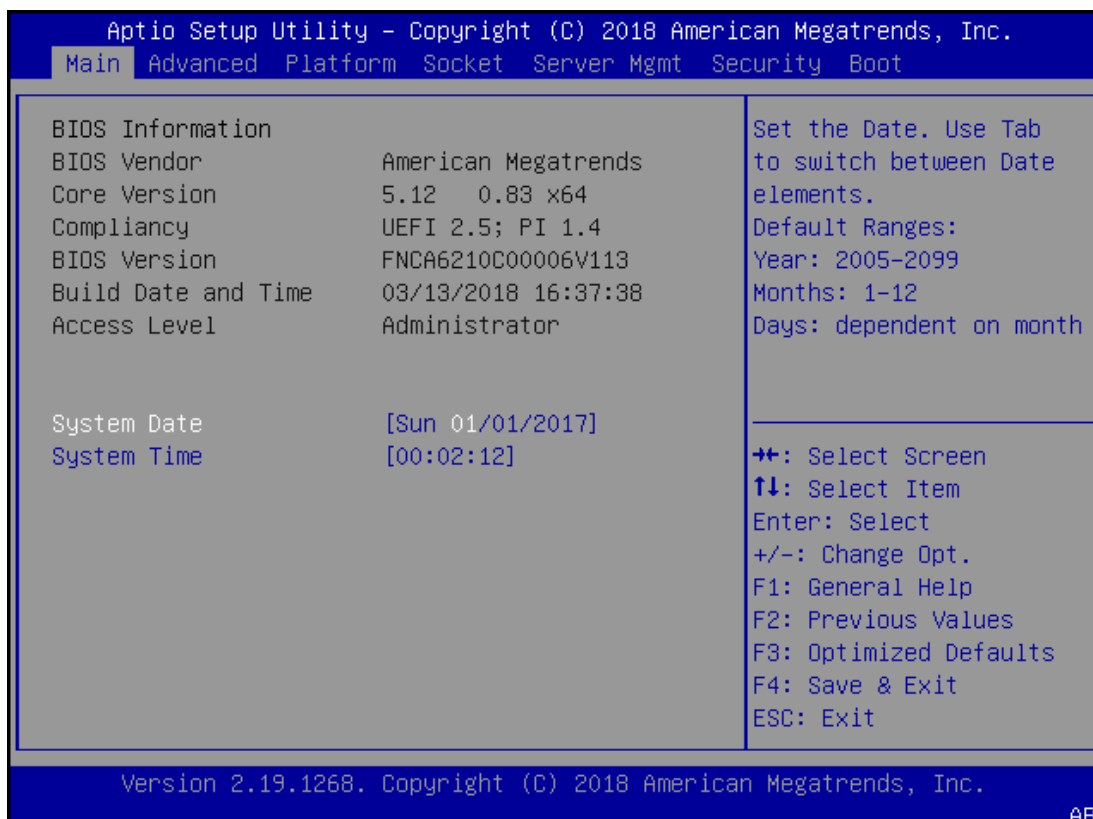 Aptio Setup Utility – Copyright (C) 2018 American Megatrends, Inc.
Main Advanced Platform Socket Server Mgmt Security Boot
BIOS Information
BIOS Vendor American Megatrends
Core Version 5.12 0.83 x64
Compliancy UEFI 2.5; PI 1.4
BIOS Version FNCA6210C00006V113
Build Date and Time 03/13/2018 16:37:38
Access Level Administrator
System Date [Sun 01/01/2017]
System Time [00:02:12]
Set the Date. Use Tab
to switch between Date
elements.
Default Ranges:
Year: 2005-2099
Months: 1-12
Days: dependent on month
→←: Select Screen
↑↓: Select Item
Enter: Select
+/-: Change Opt.
F1: General Help
F2: Previous Values
F3: Optimized Defaults
F4: Save & Exit
ESC: Exit
Version 2.19.1268. Copyright (C) 2018 American Megatrends, Inc.